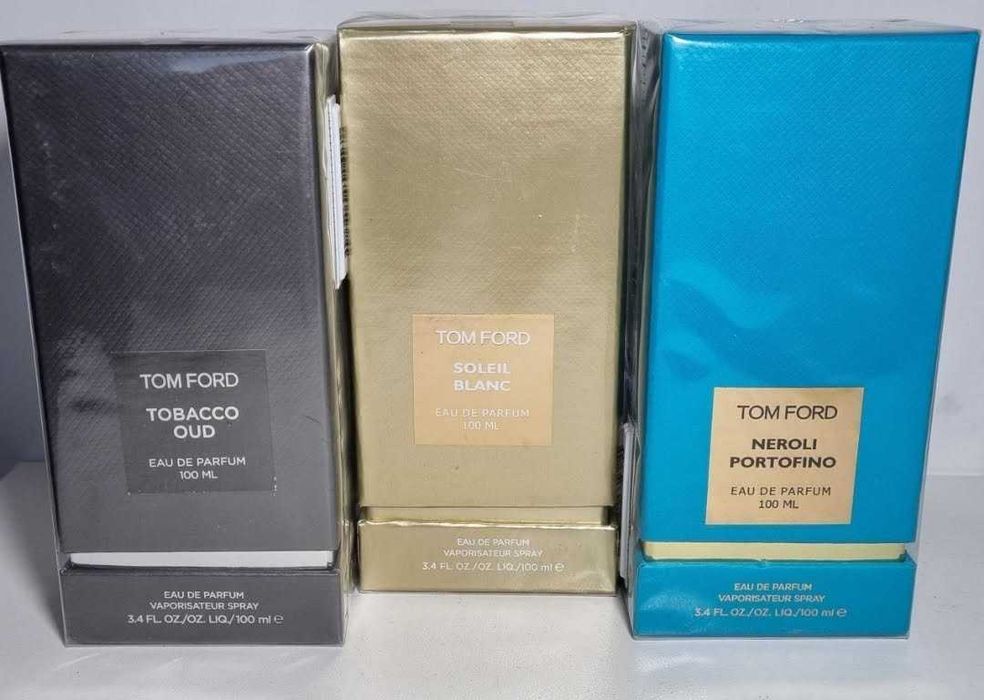 TOM FORD
TOBACCO
OUD
EAU DE PARFUM
100 ML
EAU DE PARFUM
VAPORISATEUR SPRAY
3.4 FL. OZ./OZ. LIQ./100 ml e
TOM FORD
SOLEIL
BLANC
EAU DE PARFUM
100 ML
EAU DE PARFUM
VAPORISATEUR SPRAY
3.4 FL. OZ./OZ. LIQ./100 ml e
TOM FORD
NEROLI
PORTOFINO
EAU DE PARFUM
100 ML
EAU DE PARFUM
VAPORISATEUR SPRAY
3.4 FL. OZ./OZ. LIQ./100 ml e